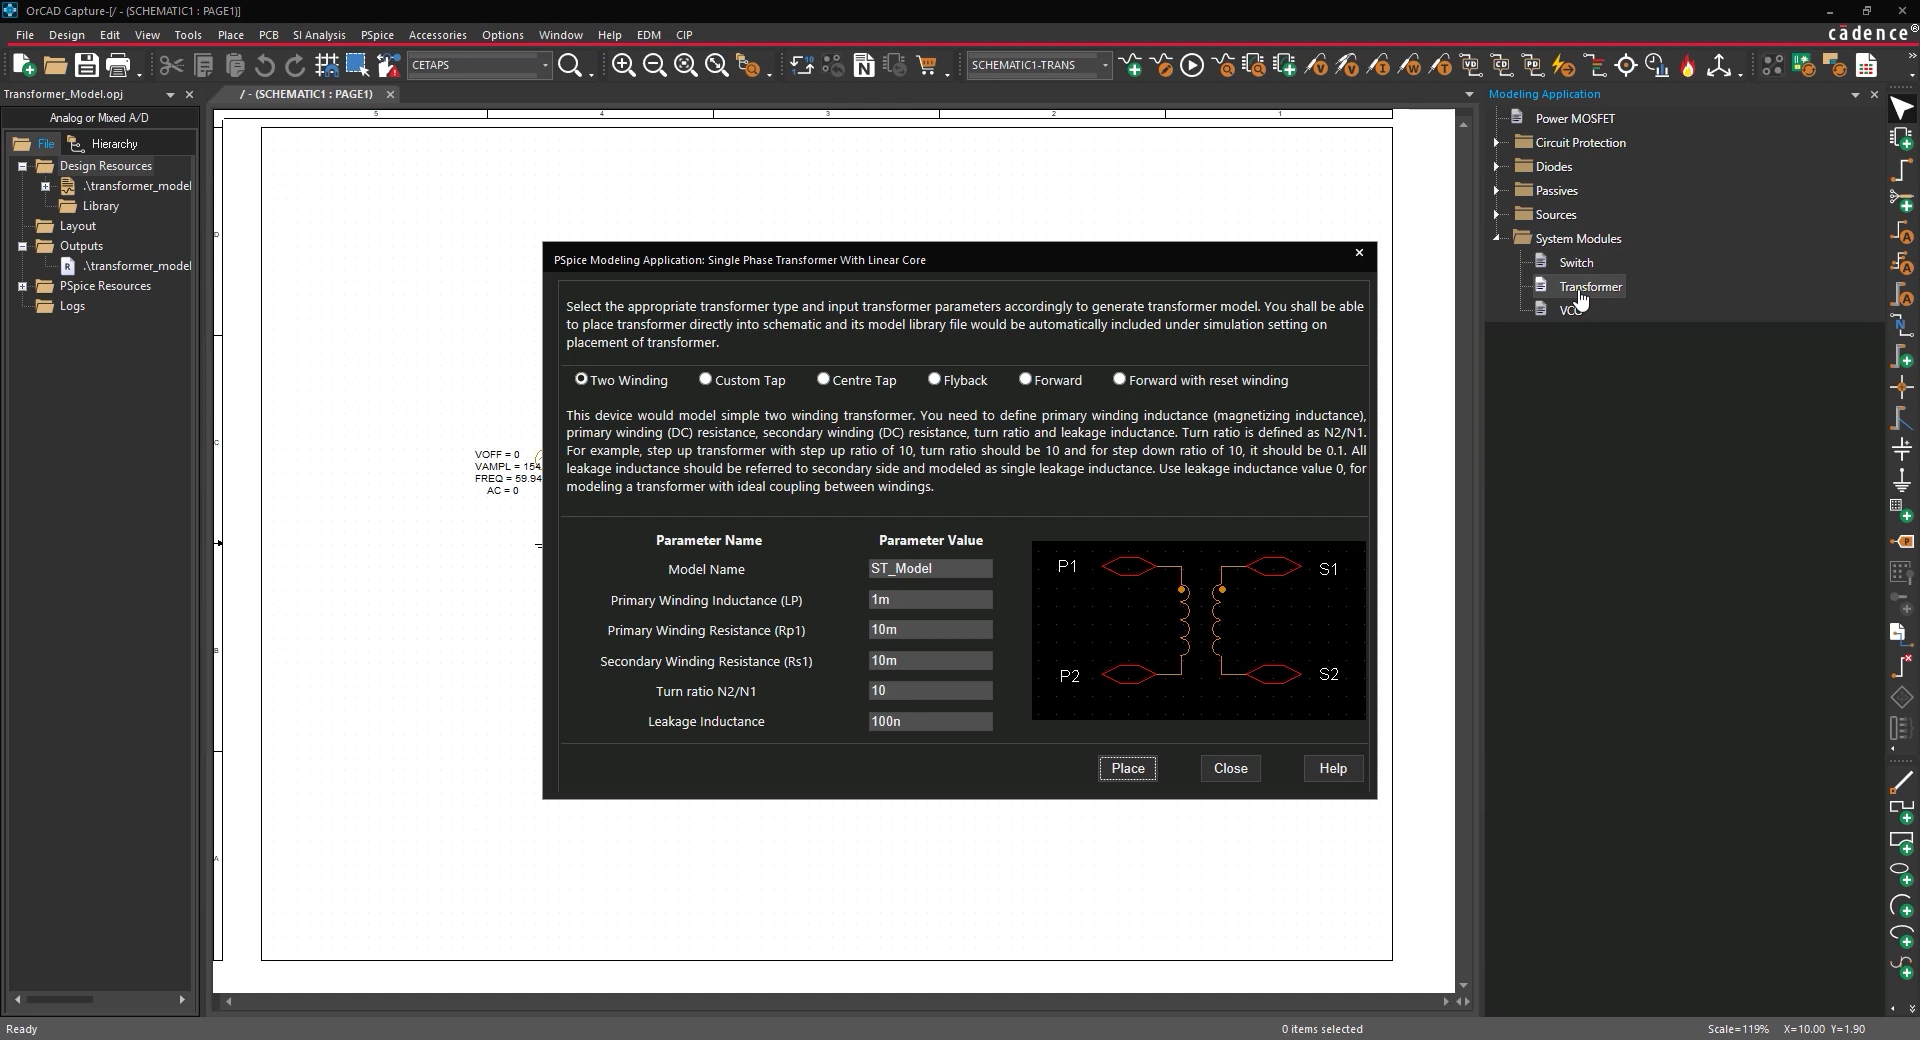 OrCAD Capture-[/ - (SCHEMATIC1 : PAGE1)]
File Design Edit View Tools Place PCB SI Analysis PSpice Accessories Options Window Help EDM CIP
cādence®
CETAPS
SCHEMATIC1-TRANS
Transformer_Model.opj
/ - (SCHEMATIC1 : PAGE1)
Modeling Application
Analog or Mixed A/D
File Hierarchy
Design Resources
.\transformer_model
Library
Layout
Outputs
.\transformer_model
PSpice Resources
Logs
5 4 3 2 1
D
C
B
A
VOFF = 0
VAMPL = 154
FREQ = 59.94
AC = 0
PSpice Modeling Application: Single Phase Transformer With Linear Core
Select the appropriate transformer type and input transformer parameters accordingly to generate transformer model. You shall be able
to place transformer directly into schematic and its model library file would be automatically included under simulation setting on
placement of transformer.
Two Winding Custom Tap Centre Tap Flyback Forward Forward with reset winding
This device would model simple two winding transformer. You need to define primary winding inductance (magnetizing inductance),
primary winding (DC) resistance, secondary winding (DC) resistance, turn ratio and leakage inductance. Turn ratio is defined as N2/N1.
For example, step up transformer with step up ratio of 10, turn ratio should be 10 and for step down ratio of 10, it should be 0.1. All
leakage inductance should be referred to secondary side and modeled as single leakage inductance. Use leakage inductance value 0, for
modeling a transformer with ideal coupling between windings.
Parameter Name Parameter Value
Model Name ST_Model
Primary Winding Inductance (LP) 1m
Primary Winding Resistance (Rp1) 10m
Secondary Winding Resistance (Rs1) 10m
Turn ratio N2/N1 10
Leakage Inductance 100n
P1 S1
P2 S2
Place Close Help
Power MOSFET
Circuit Protection
Diodes
Passives
Sources
System Modules
Switch
Transformer
Ready 0 items selected Scale=119% X=10.00 Y=1.90